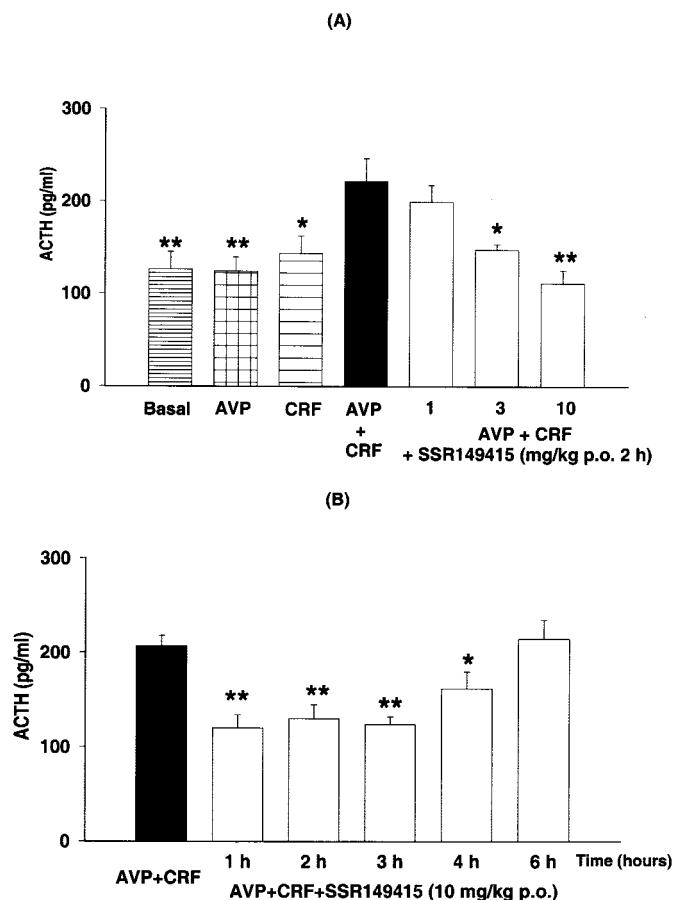 (A)
300
200
100
0
ACTH (pg/ml)
** ** * * **
Basal AVP CRF AVP + CRF 1 3 10
AVP + CRF
+ SSR149415 (mg/kg p.o. 2 h)
(B)
300
200
100
0
ACTH (pg/ml)
** ** ** *
1 h 2 h 3 h 4 h 6 h Time (hours)
AVP+CRF
AVP+CRF+SSR149415 (10 mg/kg p.o.)